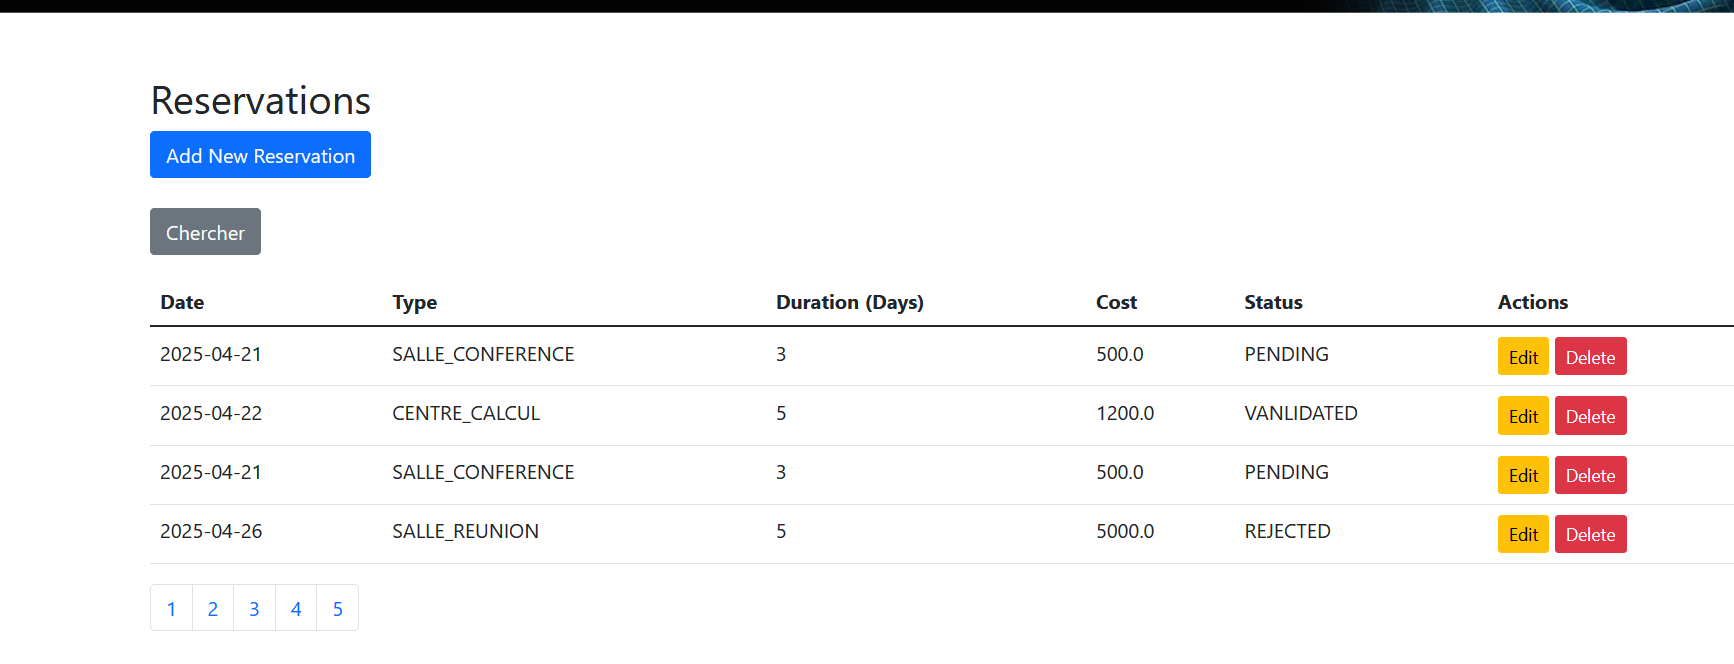 Reservations
Add New Reservation
Chercher
Date Type Duration (Days) Cost Status Actions
2025-04-21 SALLE_CONFERENCE 3 500.0 PENDING Edit Delete
2025-04-22 CENTRE_CALCUL 5 1200.0 VANLIDATED Edit Delete
2025-04-21 SALLE_CONFERENCE 3 500.0 PENDING Edit Delete
2025-04-26 SALLE_REUNION 5 5000.0 REJECTED Edit Delete
1 2 3 4 5